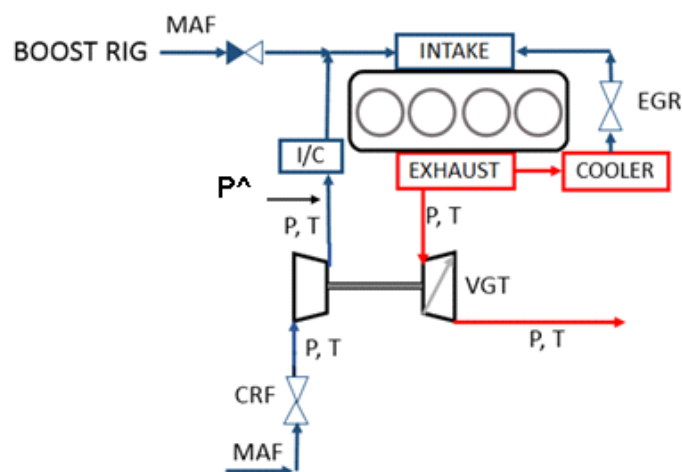 MAF
BOOST RIG
INTAKE
EGR
I/C
EXHAUST
COOLER
P^
P, T
P, T
VGT
P, T
P, T
CRF
MAF